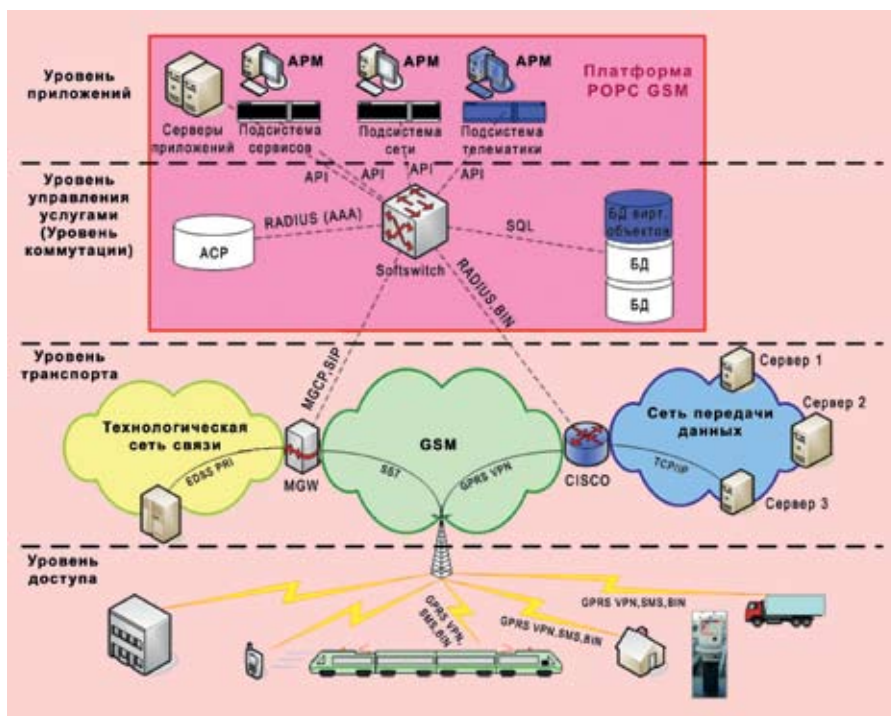 Уровень
приложений
АРМ
АРМ
АРМ
Платформа
РОРС GSM
Серверы
приложений
Подсистема
сервисов
Подсистема
сети
Подсистема
телематики
API
API
API
API
Уровень
управления
услугами
(Уровень
коммутации)
АСР
RADIUS (AAA)
Softswitch
SQL
БД вирт.
объектов
БД
БД
RADIUS,BIN
MGCP,SIP
Уровень
транспорта
Технологическая
сеть связи
EDSS PRI
MGW
GSM
SS7
GPRS VPN
CISCO
Сеть передачи
данных
TCP/IP
Сервер 1
Сервер 2
Сервер 3
Уровень
доступа
GPRS VPN,
SMS,BIN
GPRS VPN,SMS,BIN
GPRS VPN,SMS,BIN